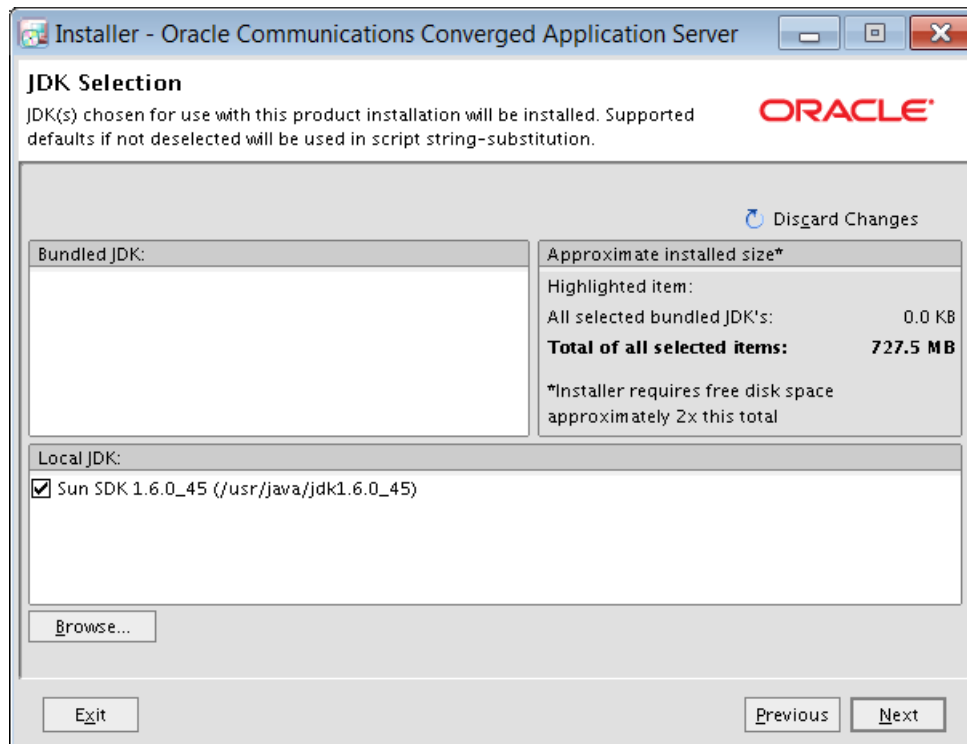 Installer - Oracle Communications Converged Application Server
JDK Selection
JDK(s) chosen for use with this product installation will be installed. Supported
defaults if not deselected will be used in script string-substitution.
ORACLE
Discard Changes
Bundled JDK:
Approximate installed size*
Highlighted item:
All selected bundled JDK's: 0.0 KB
Total of all selected items: 727.5 MB
*Installer requires free disk space
approximately 2x this total
Local JDK:
Sun SDK 1.6.0_45 (/usr/java/jdk1.6.0_45)
Browse...
Exit
Previous
Next